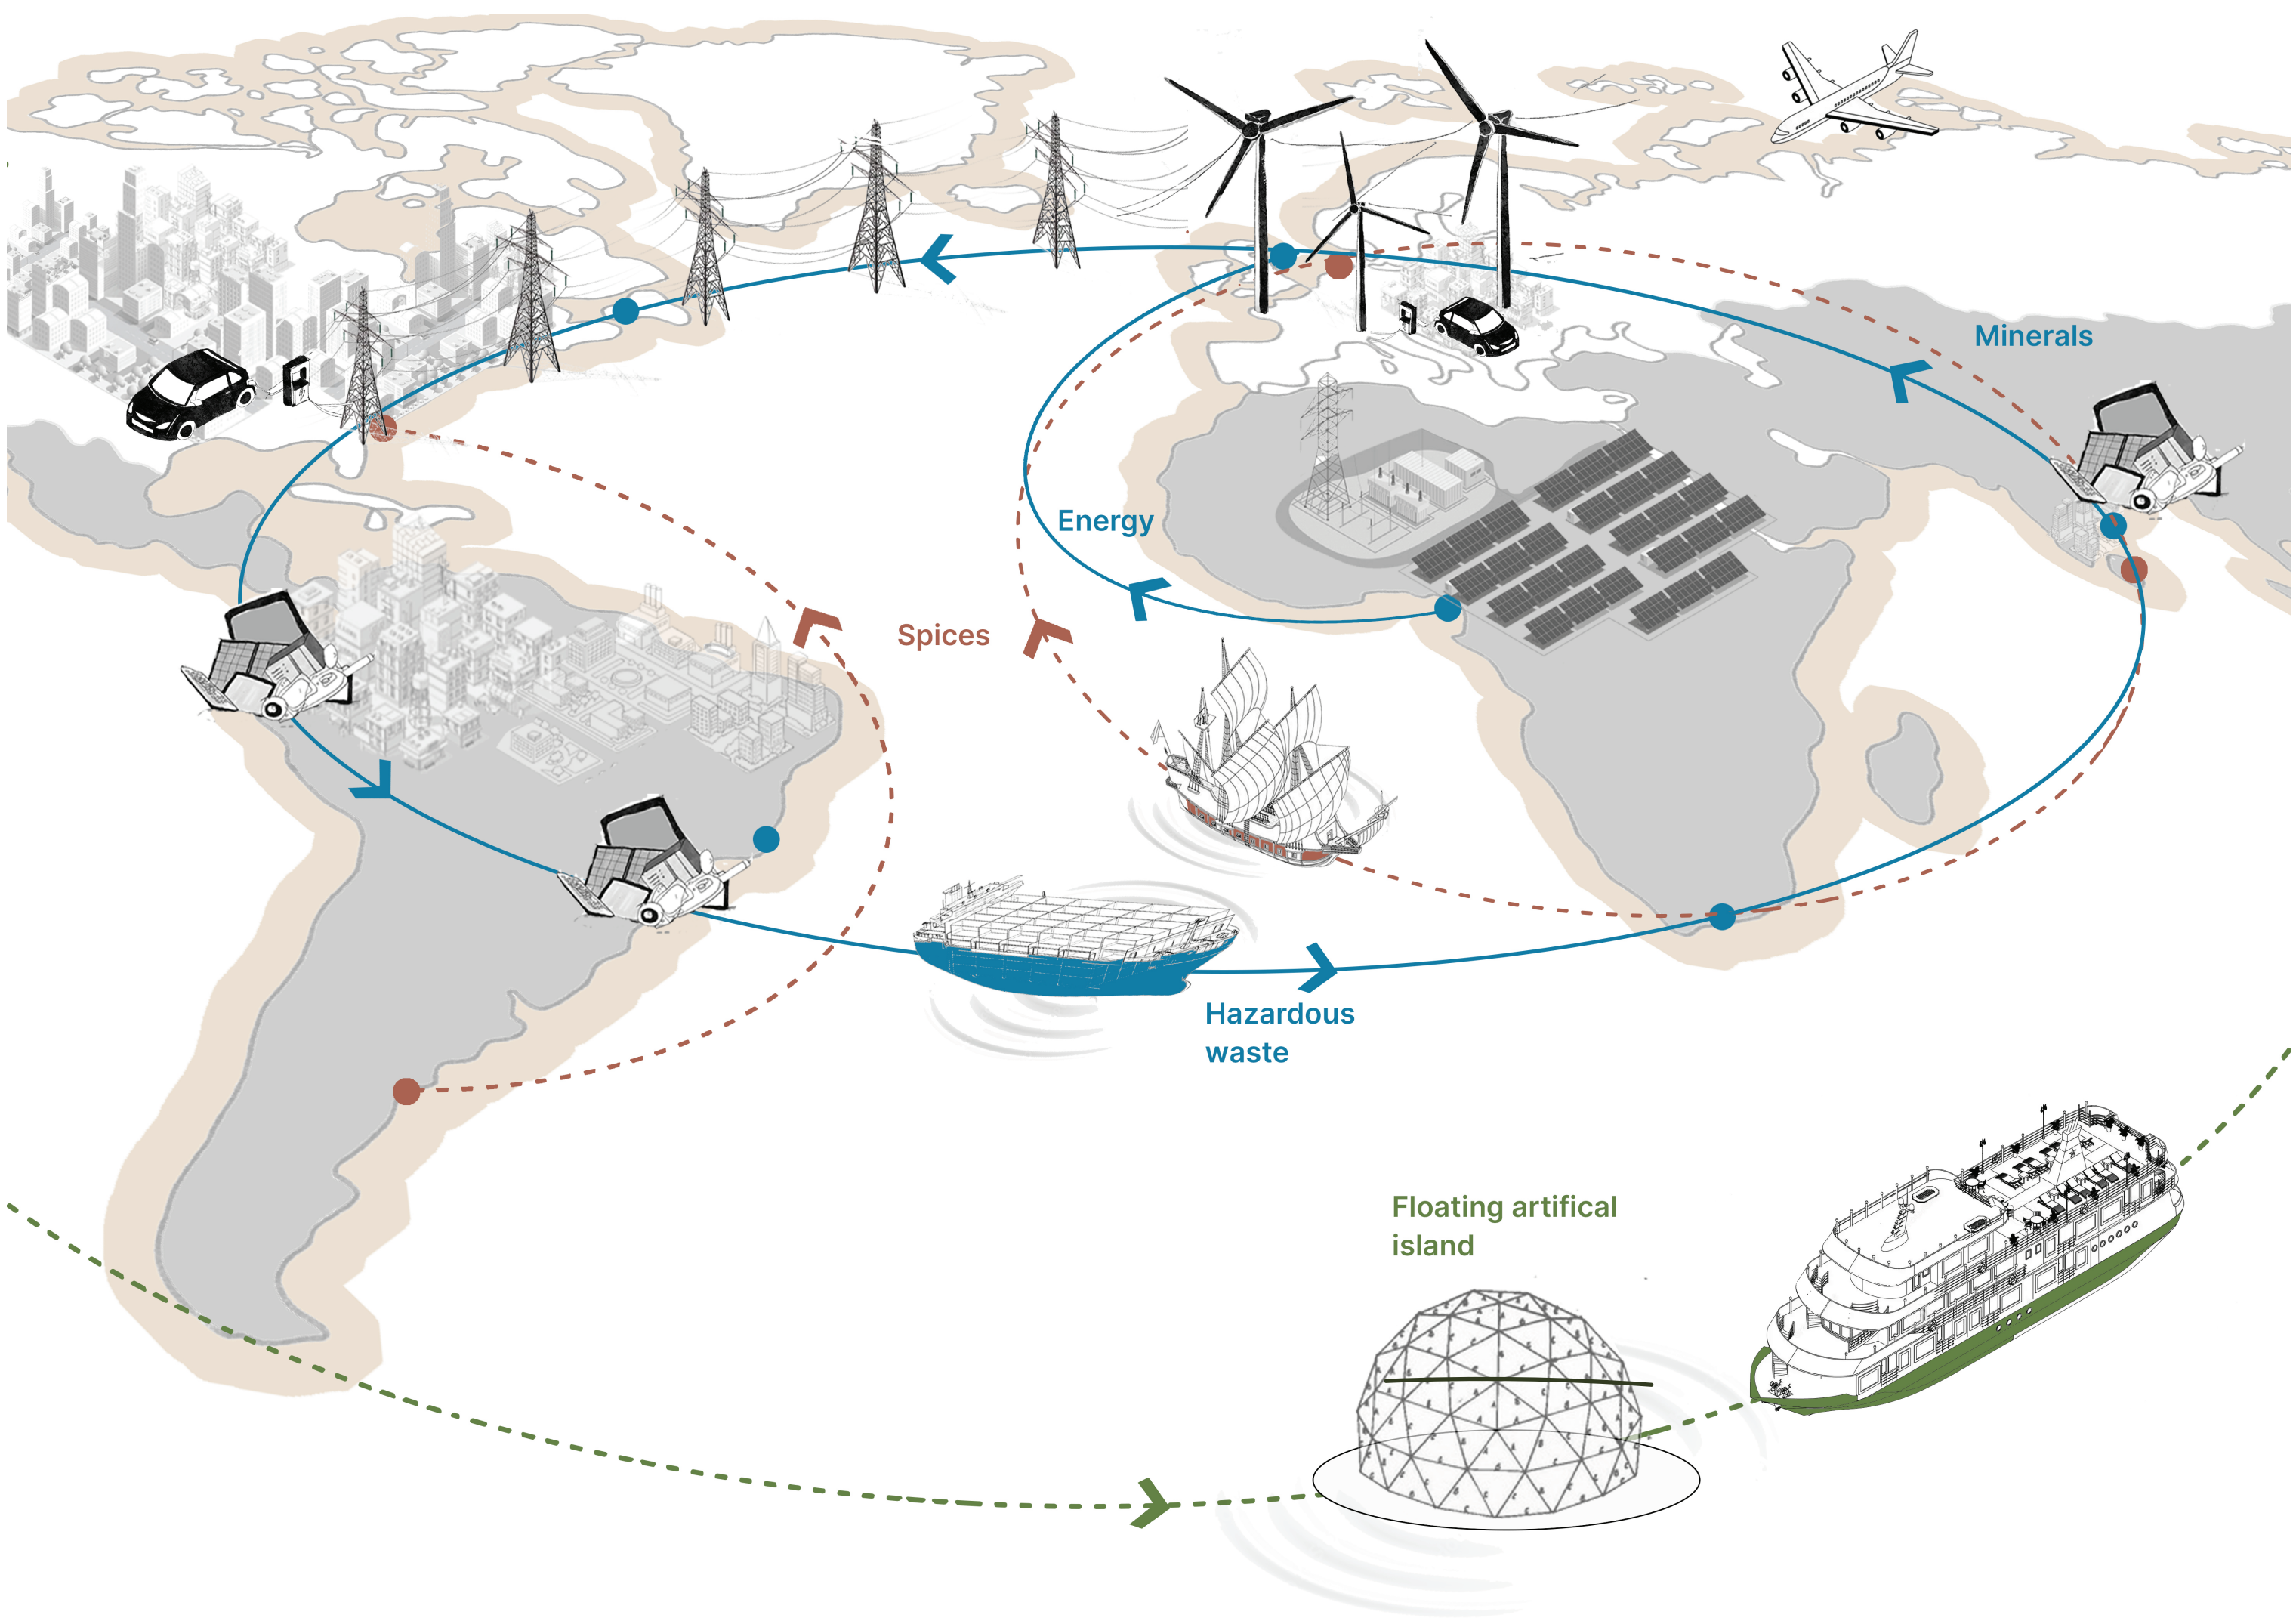 Minerals
Energy
Spices
Hazardous
waste
Floating artifical
island